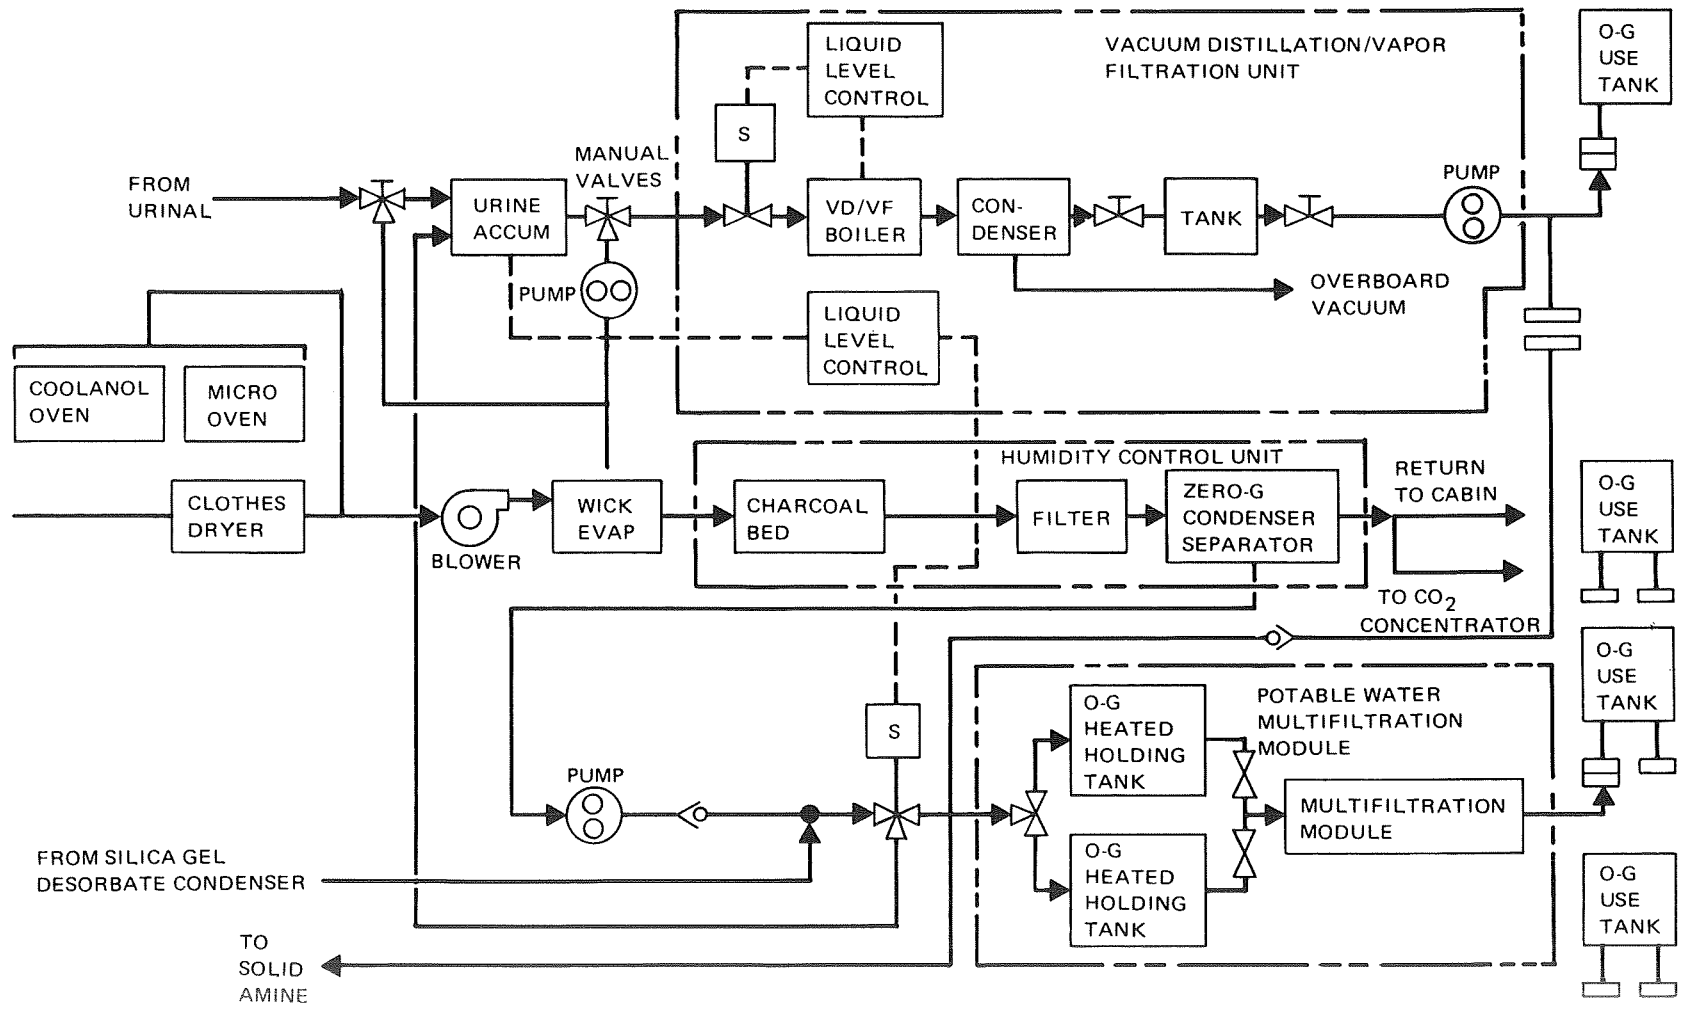 LIQUID
LEVEL
CONTROL
VACUUM DISTILLATION/VAPOR
FILTRATION UNIT
O-G
USE
TANK
S
MANUAL
VALVES
FROM
URINAL
URINE
ACCUM
VD/VF
BOILER
CON-
DENSER
TANK
PUMP
PUMP
OVERBOARD
VACUUM
LIQUID
LEVEL
CONTROL
COOLANOL
OVEN
MICRO
OVEN
HUMIDITY CONTROL UNIT
RETURN
TO CABIN
O-G
USE
TANK
CLOTHES
DRYER
BLOWER
WICK
EVAP
CHARCOAL
BED
FILTER
ZERO-G
CONDENSER
SEPARATOR
TO CO2
CONCENTRATOR
O-G
USE
TANK
S
O-G
HEATED
HOLDING
TANK
POTABLE WATER
MULTIFILTRATION
MODULE
PUMP
MULTIFILTRATION
MODULE
O-G
HEATED
HOLDING
TANK
FROM SILICA GEL
DESORBATE CONDENSER
O-G
USE
TANK
TO
SOLID
AMINE